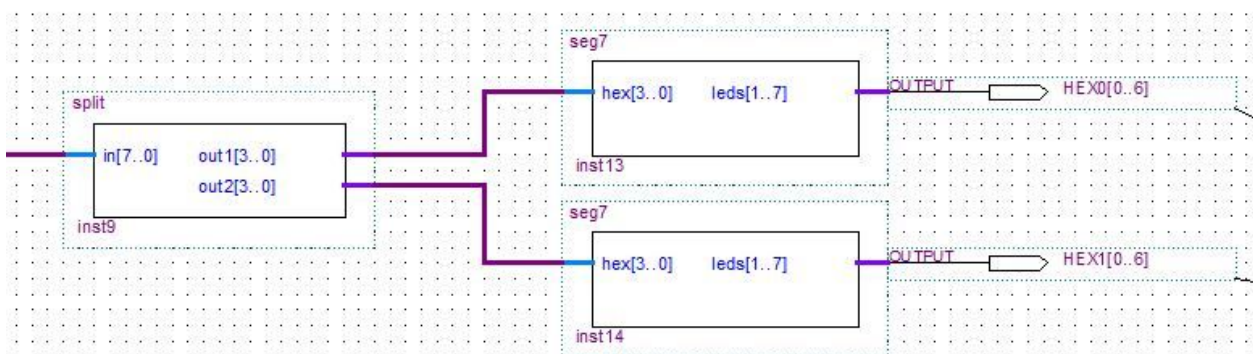 split
in[7..0] out1[3..0]
out2[3..0]
inst9
seg7
hex[3..0] leds[1..7]
inst13
OUTPUT HEX0[0..6]
seg7
hex[3..0] leds[1..7]
inst14
OUTPUT HEX1[0..6]